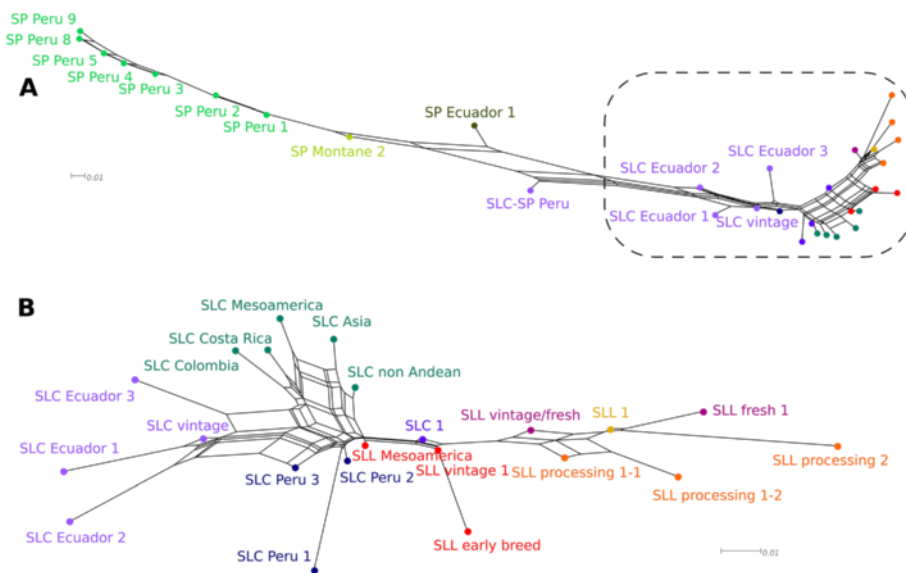 SP Peru 9
SP Peru 8
SP Peru 5
SP Peru 4
SP Peru 3
A
SP Peru 2
SP Peru 1
SP Ecuador 1
SP Montane 2
0.01
SLC Ecuador 2
SLC Ecuador 3
SLC-SP Peru
SLC Ecuador 1
SLC vintage
B
SLC Mesoamerica
SLC Asia
SLC Costa Rica
SLC Colombia
SLC non Andean
SLC Ecuador 3
SLC vintage
SLC 1
SLL vintage/fresh
SLL 1
SLL fresh 1
SLC Ecuador 1
SLL Mesoamerica
SLL vintage 1
SLL processing 2
SLC Peru 3
SLC Peru 2
SLL processing 1-1
SLL processing 1-2
SLC Ecuador 2
SLC Peru 1
SLL early breed
0.01